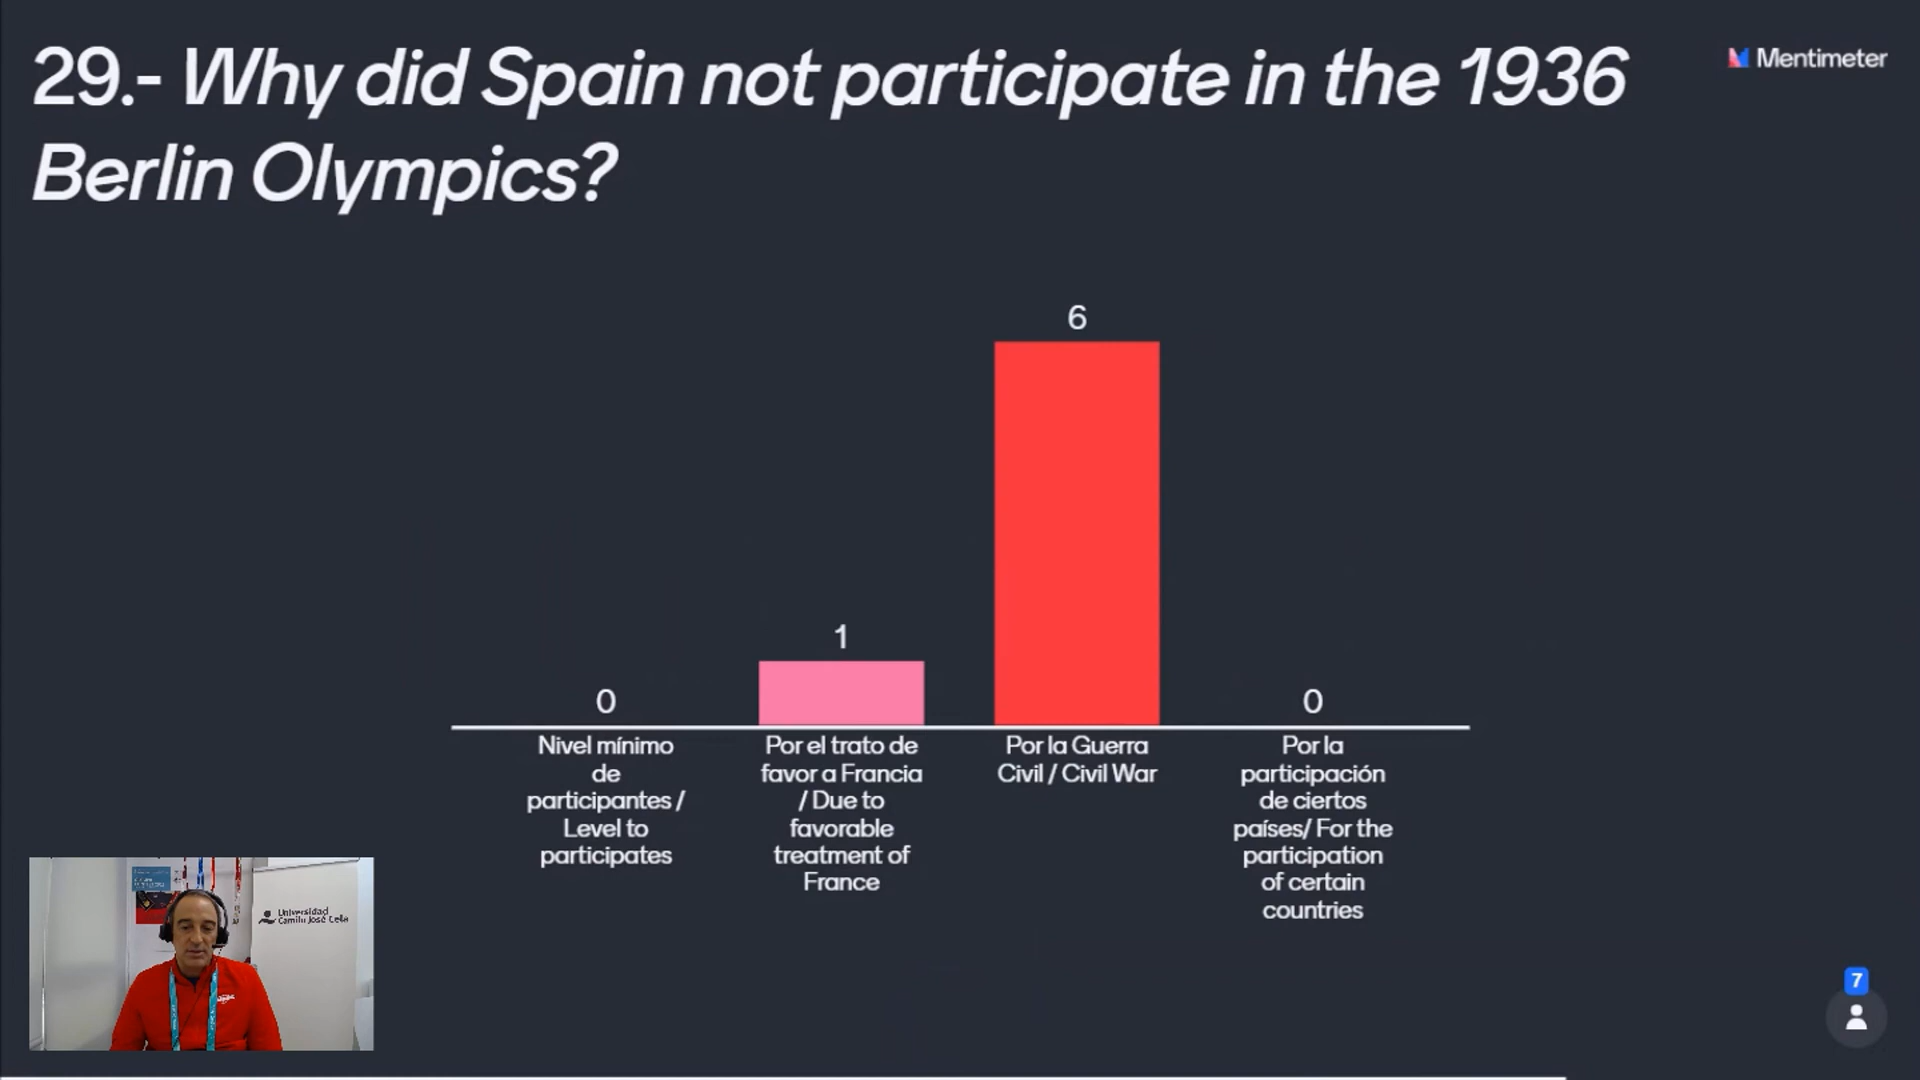 29.- Why did Spain not participate in the 1936
Berlin Olympics?
Mentimeter
6
1
0
0
Nivel mínimo
de
participantes /
Level to
participates
Por el trato de
favor a Francia
/ Due to
favorable
treatment of
France
Por la Guerra
Civil / Civil War
Por la
participación
de ciertos
países/ For the
participation
of certain
countries
Universidad
Camilo José Cela
7